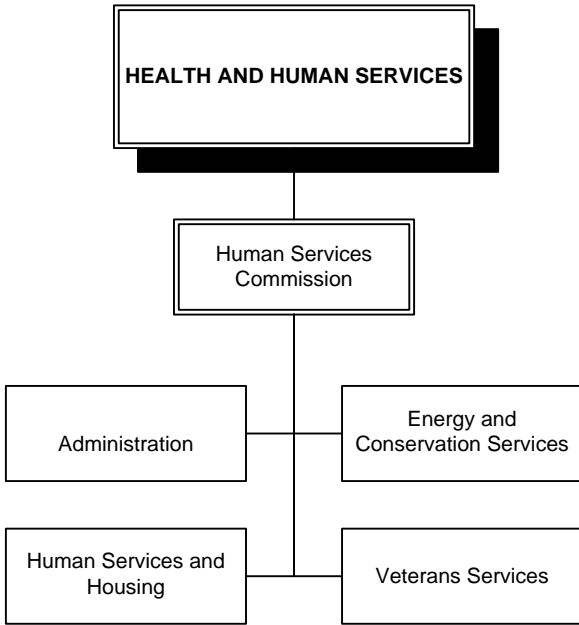 HEALTH AND HUMAN SERVICES
Human Services
Commission
Administration
Energy and
Conservation Services
Human Services and
Housing
Veterans Services